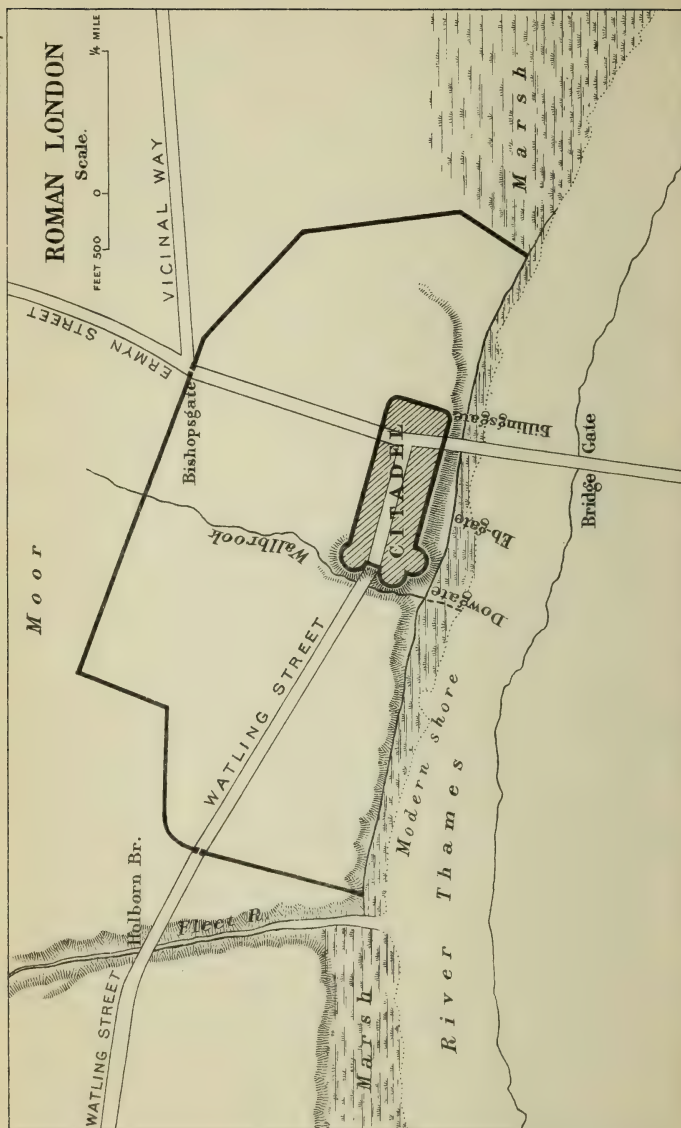 ROMAN LONDON
Scale.
FEET 500 0 ¼ MILE
VICINAL WAY
ERMYN STREET
Moor
Bishopsgate
Wallbrook
WATLING STREET
Holborn Br.
Fleet R.
WATLING STREET
CITADEL
Billingsgate
Eb-gate
Dowgate
Bridge Gate
Marsh
Marsh
Modern shore
River Thames